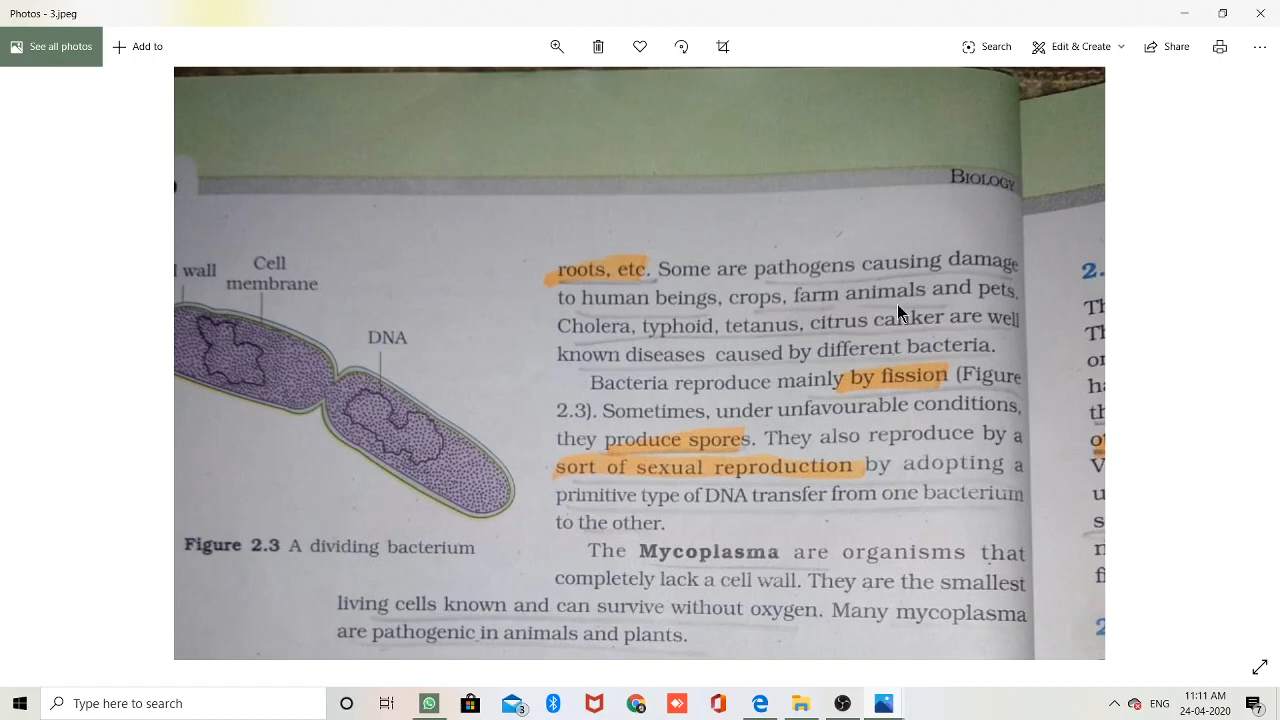 Photos - 3.jpeg
See all photos
Add to
Search
Edit & Create
Share
BIOLOGY
wall
Cell
membrane
DNA
Figure 2.3 A dividing bacterium
roots, etc. Some are pathogens causing damage
to human beings, crops, farm animals and pets.
Cholera, typhoid, tetanus, citrus canker are well
known diseases caused by different bacteria.
Bacteria reproduce mainly by fission (Figure
2.3). Sometimes, under unfavourable conditions,
they produce spores. They also reproduce by a
sort of sexual reproduction by adopting a
primitive type of DNA transfer from one bacterium
to the other.
The Mycoplasma are organisms that
completely lack a cell wall. They are the smallest
living cells known and can survive without oxygen. Many mycoplasma
are pathogenic in animals and plants.
2.
Type here to search
3
ENG
11:11 AM
24-04-2020
7